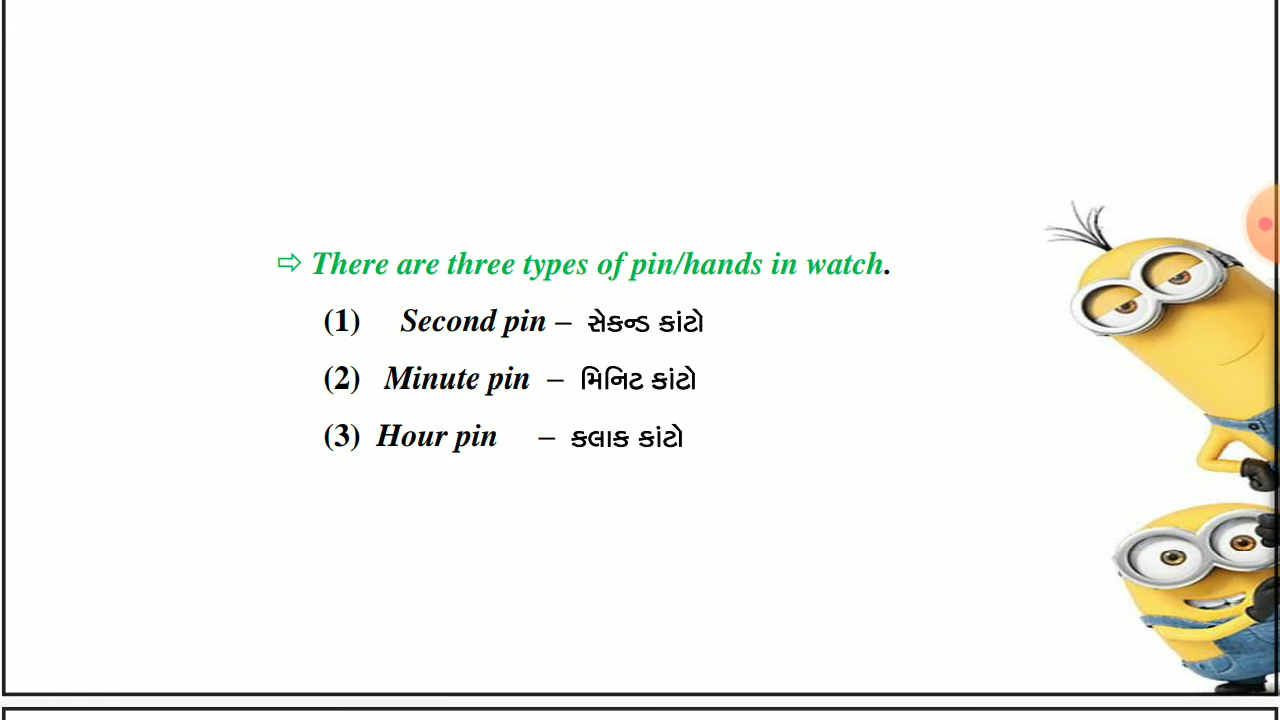 ⇨ There are three types of pin/hands in watch.
(1) Second pin – સેકન્ડ કાંટો
(2) Minute pin – મિનિટ કાંટો
(3) Hour pin – કલાક કાંટો